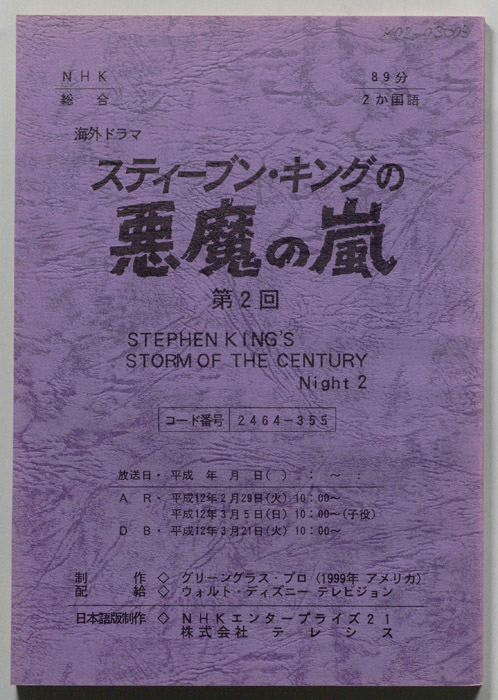 NHK
総合
89分
2か国語
海外ドラマ
スティーブン・キングの
悪魔の嵐
第2回
STEPHEN KING'S
STORM OF THE CENTURY
Night 2
コード番号 2464-355
放送日・平成 年 月 日( ) : ~ :
A R・平成12年2月29日(火) 10:00~
平成12年3月5日(日) 10:00~(子役)
D B・平成12年3月21日(火) 10:00~
制作◇ グリーングラス・プロ (1999年 アメリカ)
配給◇ ウォルト・ディズニー テレビジョン
日本語版制作◇ NHKエンタープライズ21
株式会社 テレシス